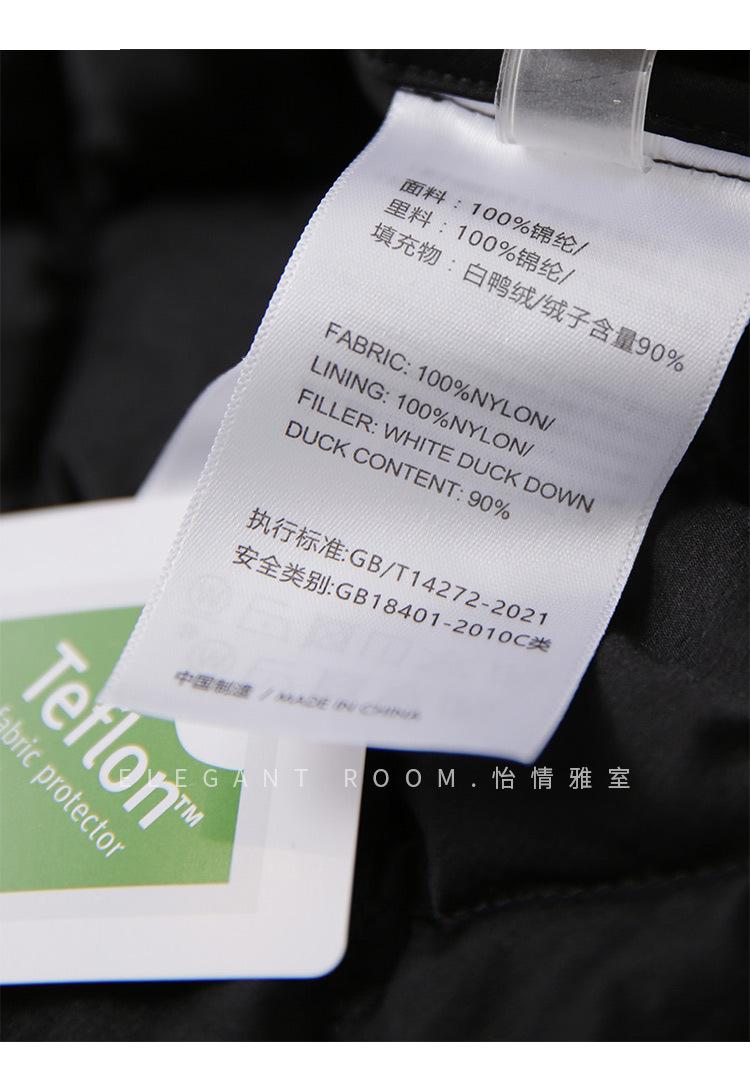 面料：100%锦纶/
里料：100%锦纶/
填充物：白鸭绒/绒子含量90%
FABRIC: 100%NYLON/
LINING: 100%NYLON/
FILLER: WHITE DUCK DOWN
DUCK CONTENT: 90%
执行标准:GB/T14272-2021
安全类别:GB18401-2010C类
中国制造 / MADE IN CHINA
Teflon™
fabric protector
ELEGANT ROOM.怡情雅室